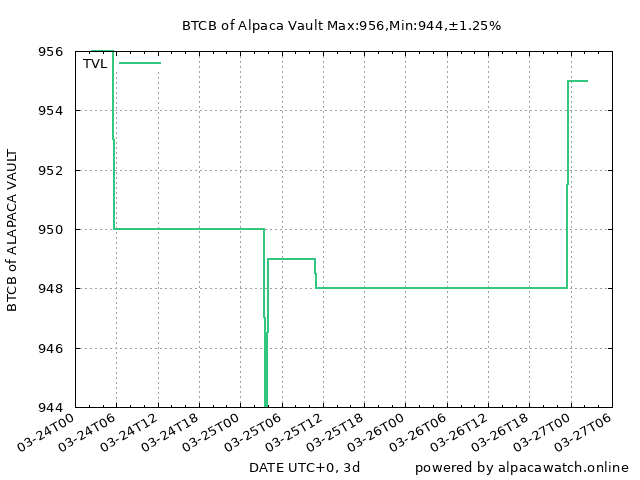 BTCB of Alpaca Vault Max:956,Min:944,±1.25%
TVL
956
954
952
950
948
946
944
BTCB of ALAPACA VAULT
03-24T00
03-24T06
03-24T12
03-24T18
03-25T00
03-25T06
03-25T12
03-25T18
03-26T00
03-26T06
03-26T12
03-26T18
03-27T00
03-27T06
DATE UTC+0, 3d
powered by alpacawatch.online